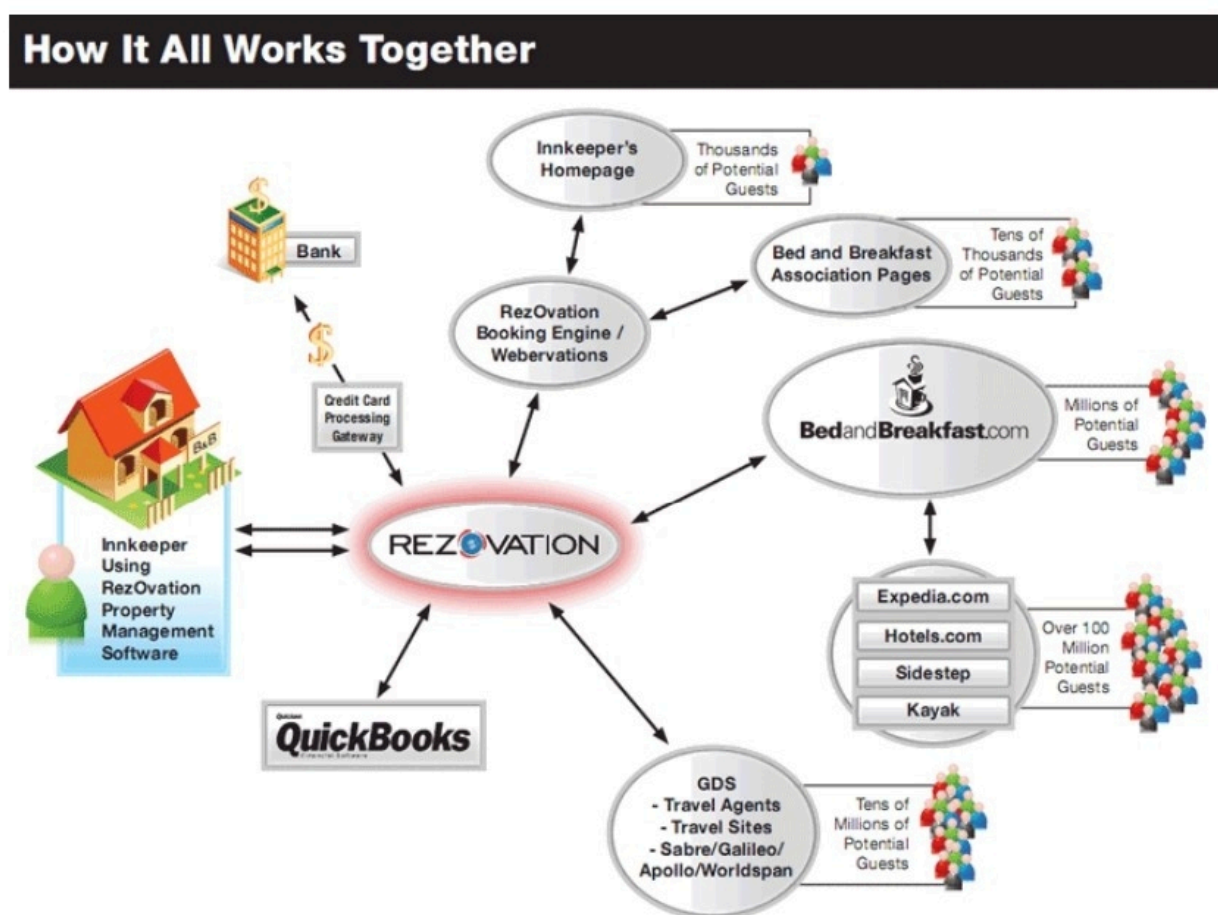 How It All Works Together
Innkeeper's
Homepage
Thousands
of Potential
Guests
Bank
Bed and Breakfast
Association Pages
Tens of
Thousands
of Potential
Guests
RezOvation
Booking Engine /
Webervations
$
Credit Card
Processing
Gateway
BedandBreakfast.com
Millions of
Potential
Guests
B&B
REZOVATION
Innkeeper
Using
RezOvation
Property
Management
Software
Expedia.com
Hotels.com
Sidestep
Kayak
Over 100
Million
Potential
Guests
QuickBooks
Financial Software
GDS
- Travel Agents
- Travel Sites
- Sabre/Galileo/
Apollo/Worldspan
Tens of
Millions of
Potential
Guests